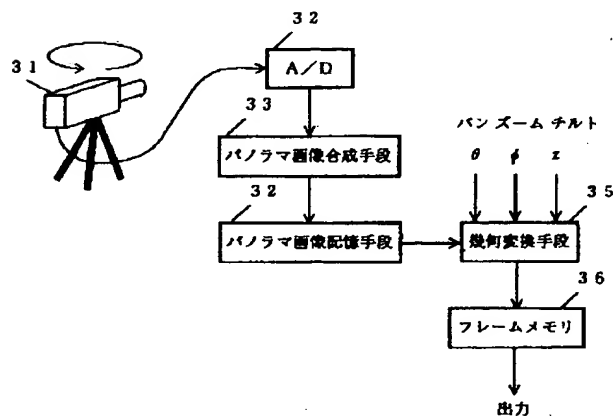 32
31
A/D
33
パノラマ画像合成手段
パン ズーム チルト
θ φ z
32
35
パノラマ画像記憶手段
幾何変換手段
36
フレームメモリ
出力